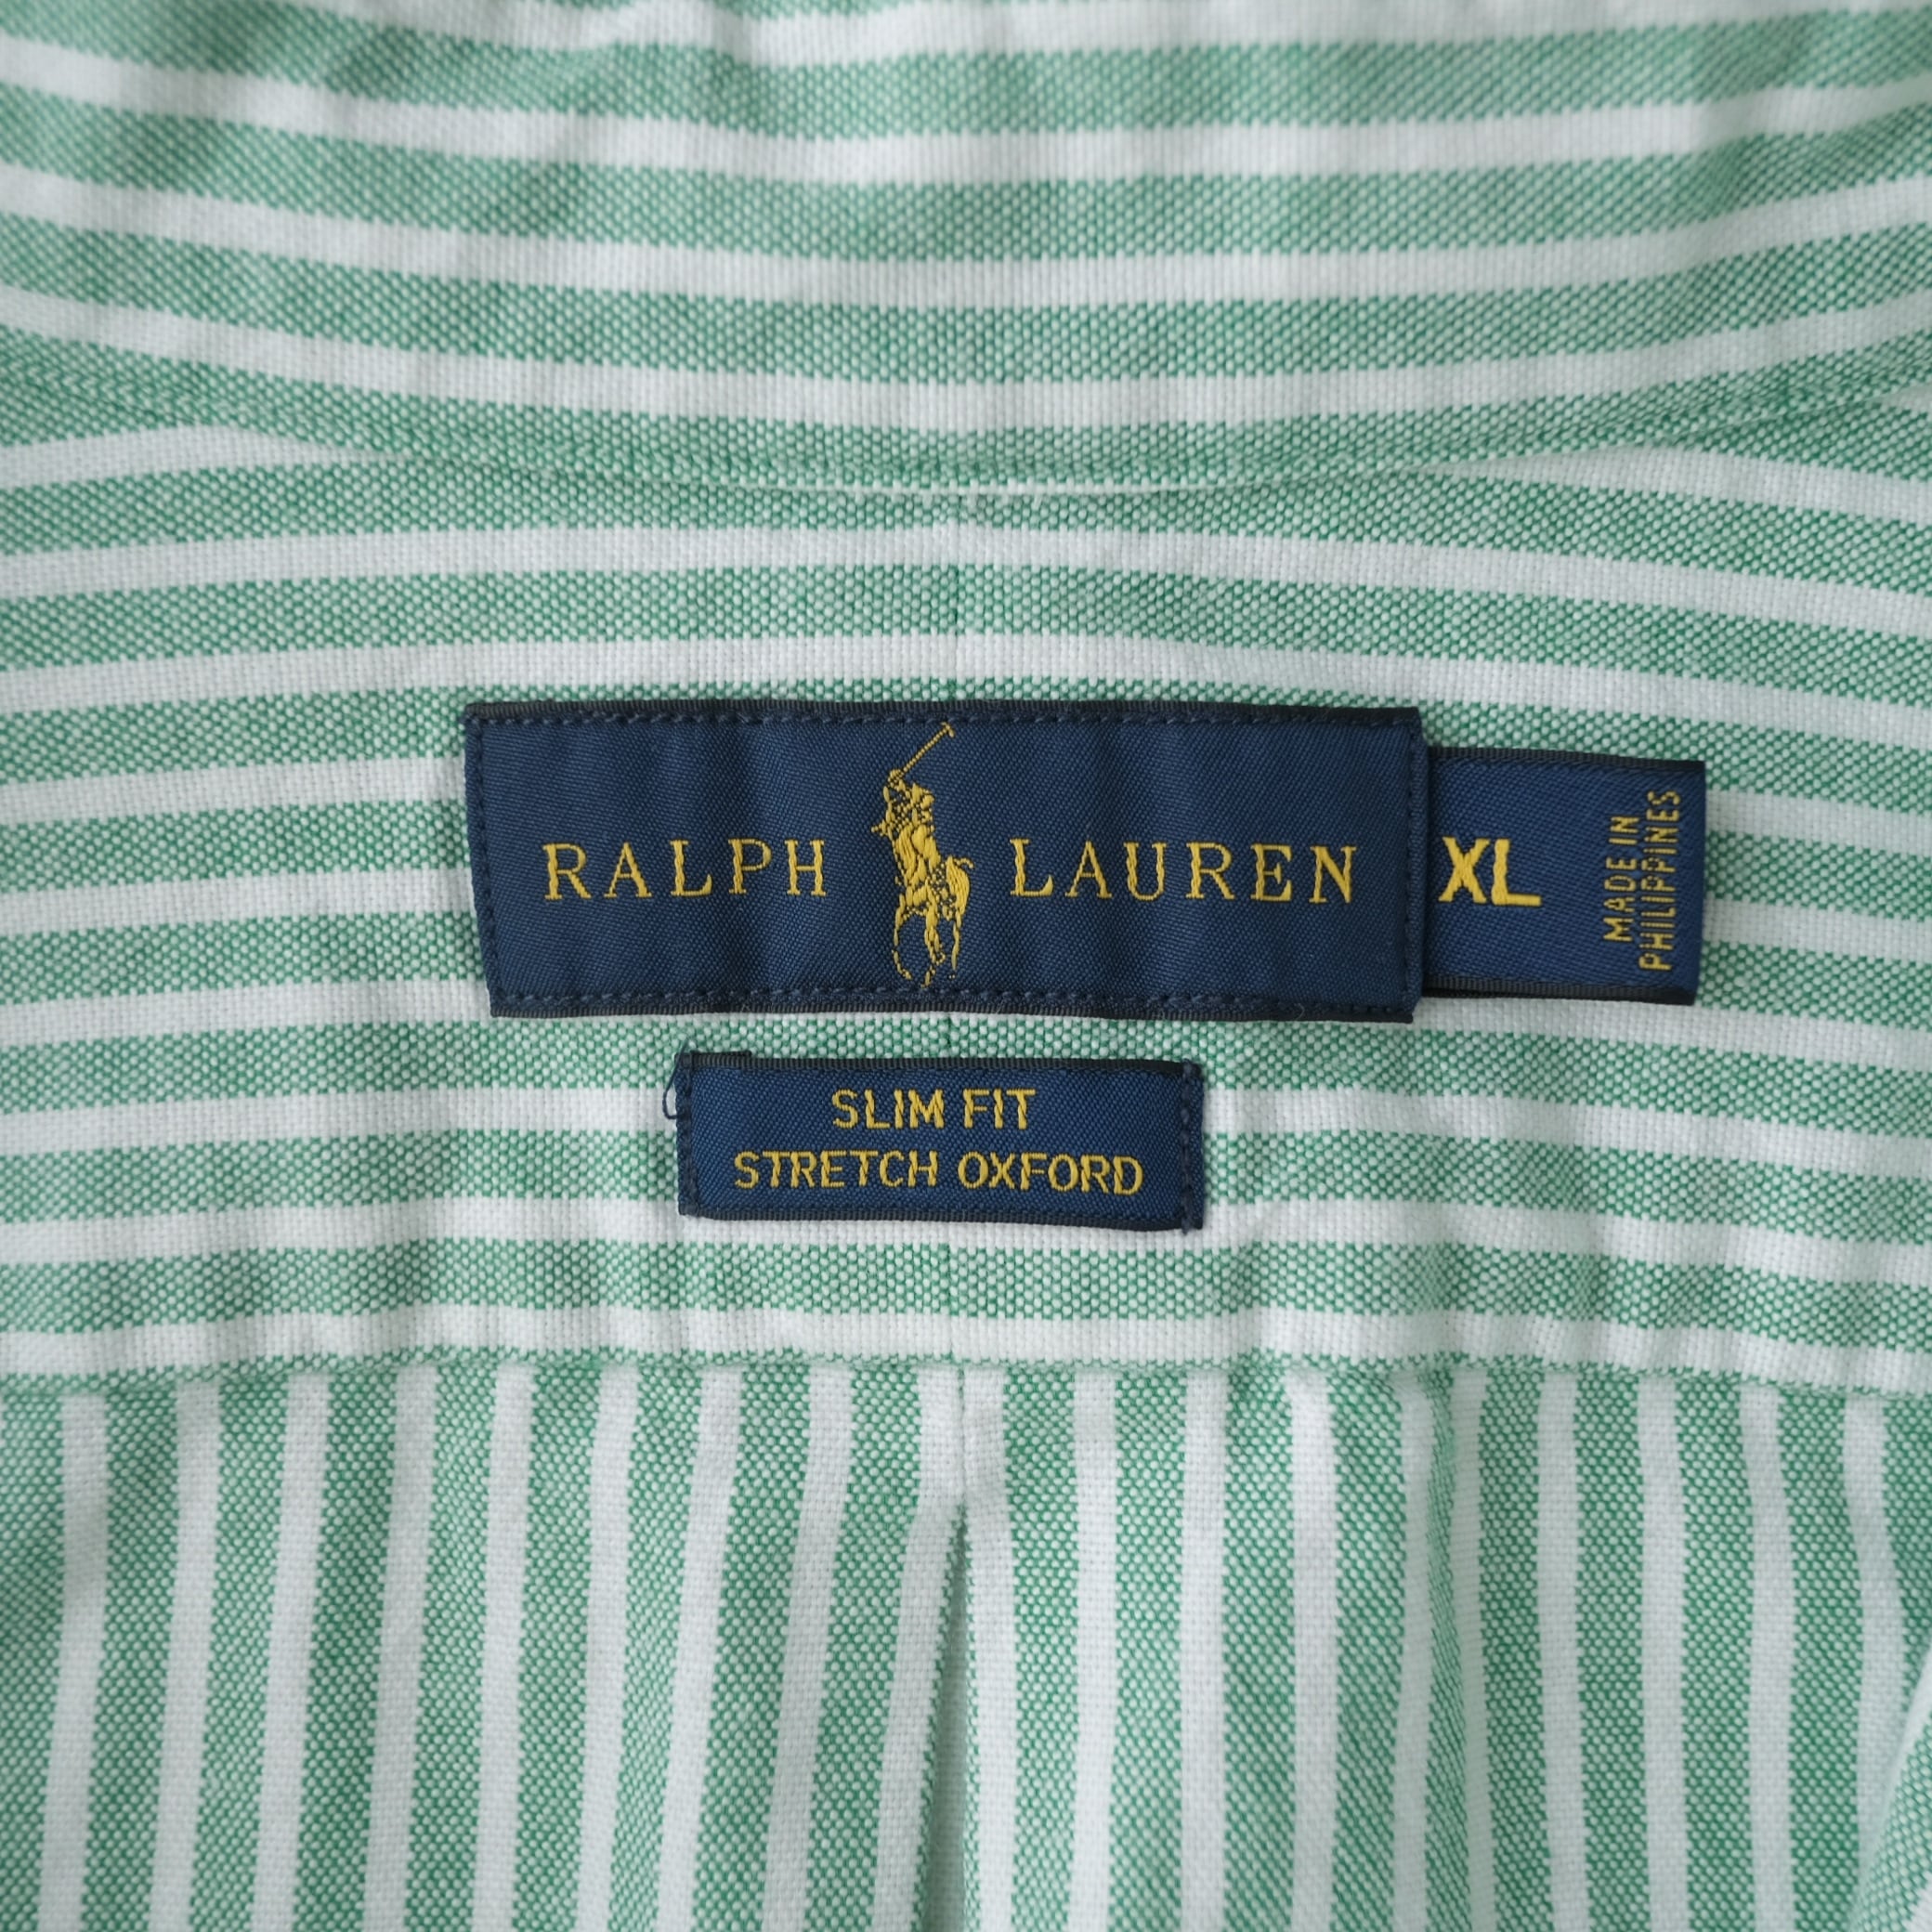 RALPH LAUREN
XL
MADE IN
PHILIPPINES
SLIM FIT
STRETCH OXFORD